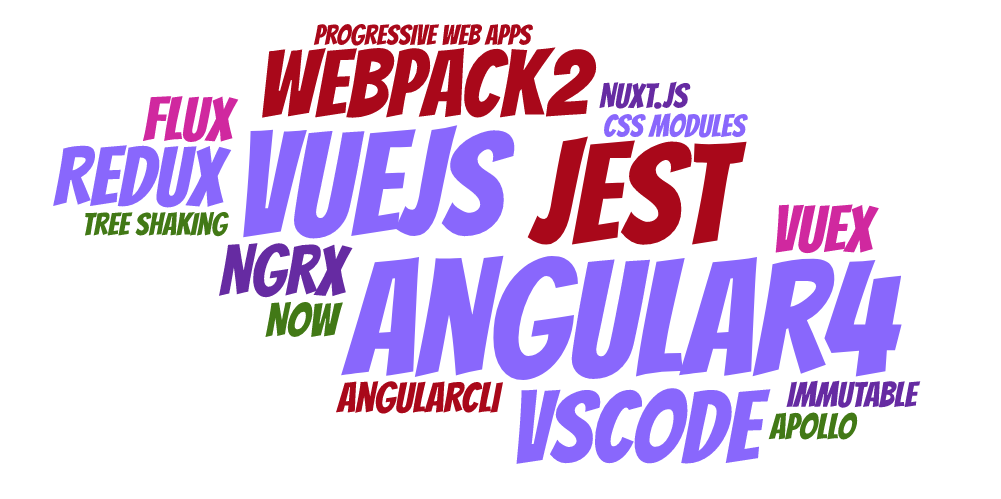 PROGRESSIVE WEB APPS
WEBPACK2
NUXT.JS
FLUX
CSS MODULES
REDUX
VUEJS
JEST
TREE SHAKING
VUEX
NGRX
ANGULAR4
NOW
ANGULARCLI
VSCODE
IMMUTABLE
APOLLO